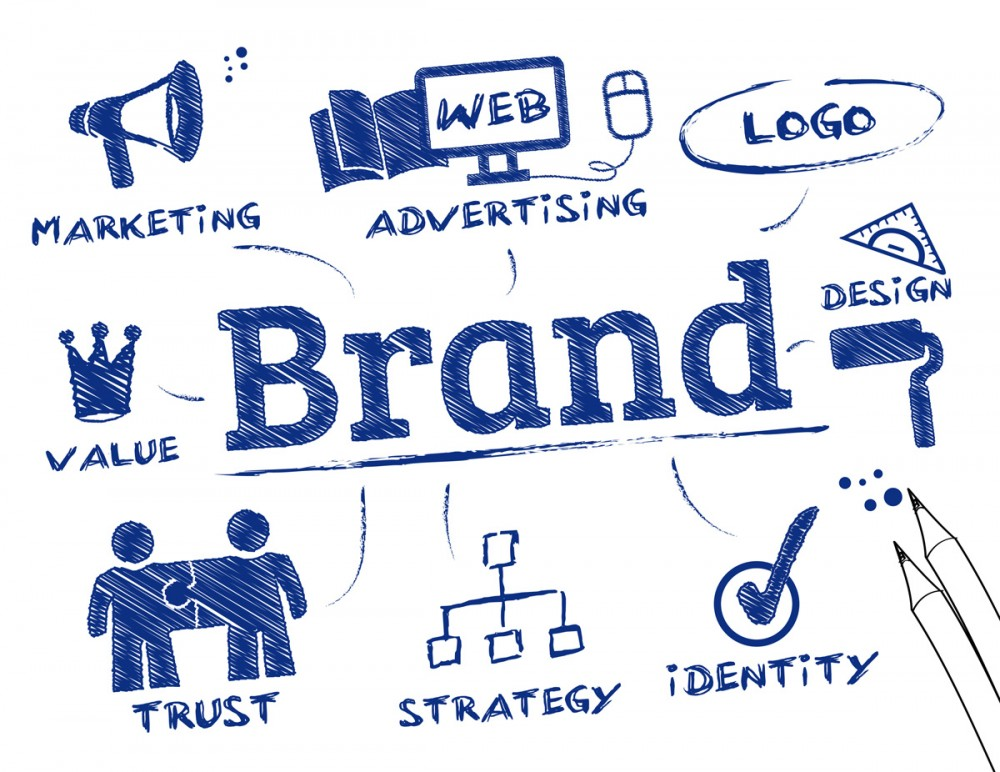 WEB
LOGO
MARKETiNG
ADVERTiSiNG
DESiGN
Brand
VALUE
TRUST
STRATEGY
iDENTiTY